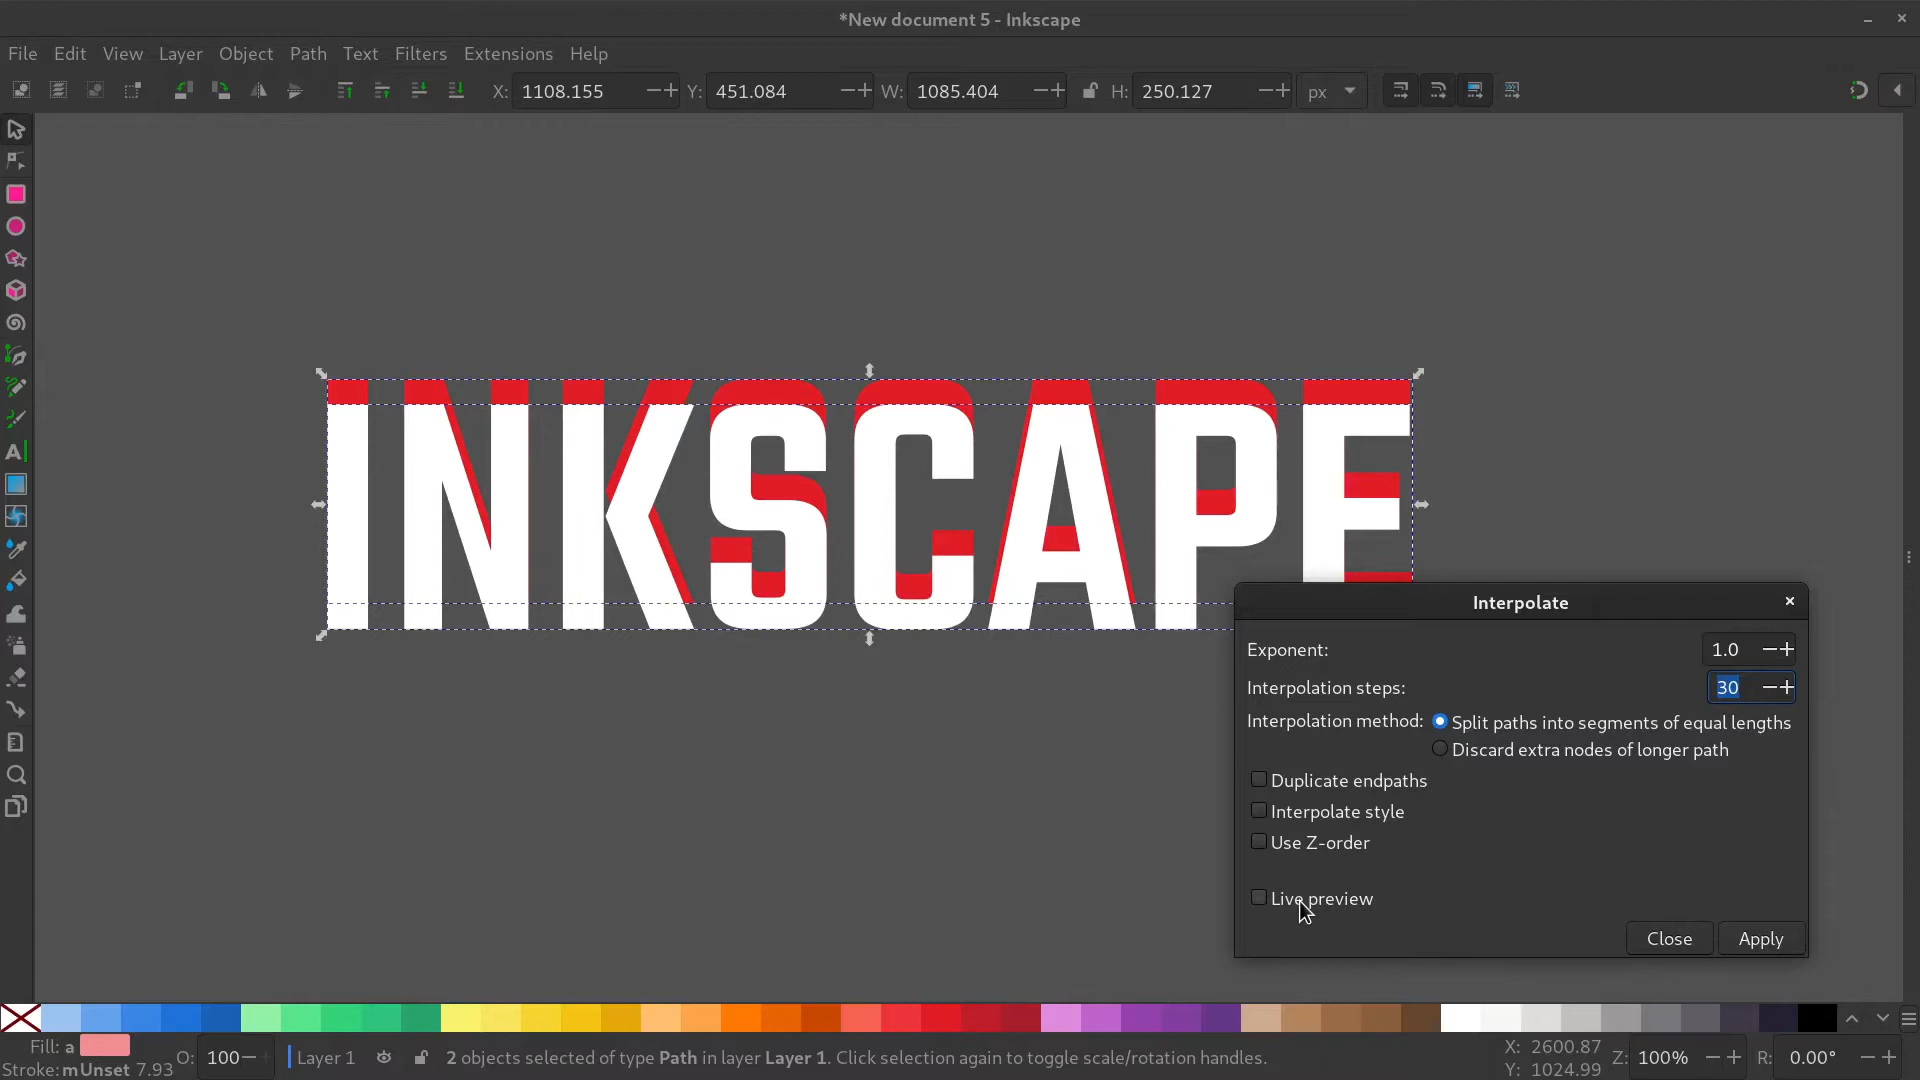 *New document 5 - Inkscape
File Edit View Layer Object Path Text Filters Extensions Help
X: 1108.155 Y: 451.084 W: 1085.404 H: 250.127 px
INKSCAPE
Interpolate
Exponent: 1.0
Interpolation steps: 30
Interpolation method: Split paths into segments of equal lengths
Discard extra nodes of longer path
Duplicate endpaths
Interpolate style
Use Z-order
Live preview
Close Apply
Fill: a O: 100 Layer 1 2 objects selected of type Path in layer Layer 1. Click selection again to toggle scale/rotation handles. X: 2600.87 Z: 100% R: 0.00°
Stroke: mUnset 7.93 Y: 1024.99